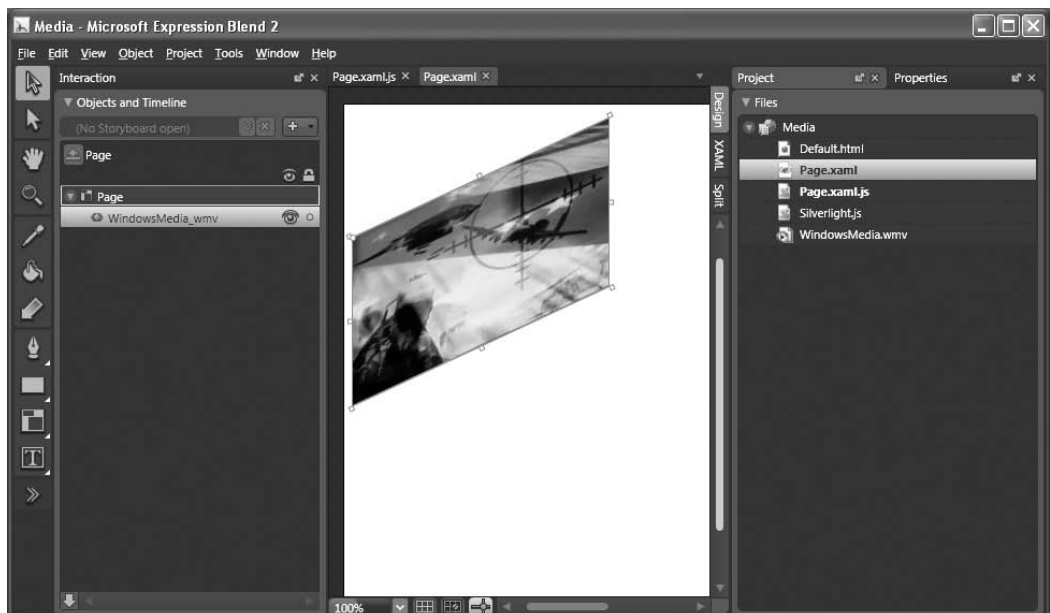 Media - Microsoft Expression Blend 2
File Edit View Object Project Tools Window Help
Interaction
Objects and Timeline
(No Storyboard open)
Page
Page
WindowsMedia_wmv
Page.xaml.js × Page.xaml ×
Design
XAML
Split
100%
Project
Properties
Files
Media
Default.html
Page.xaml
Page.xaml.js
Silverlight.js
WindowsMedia.wmv